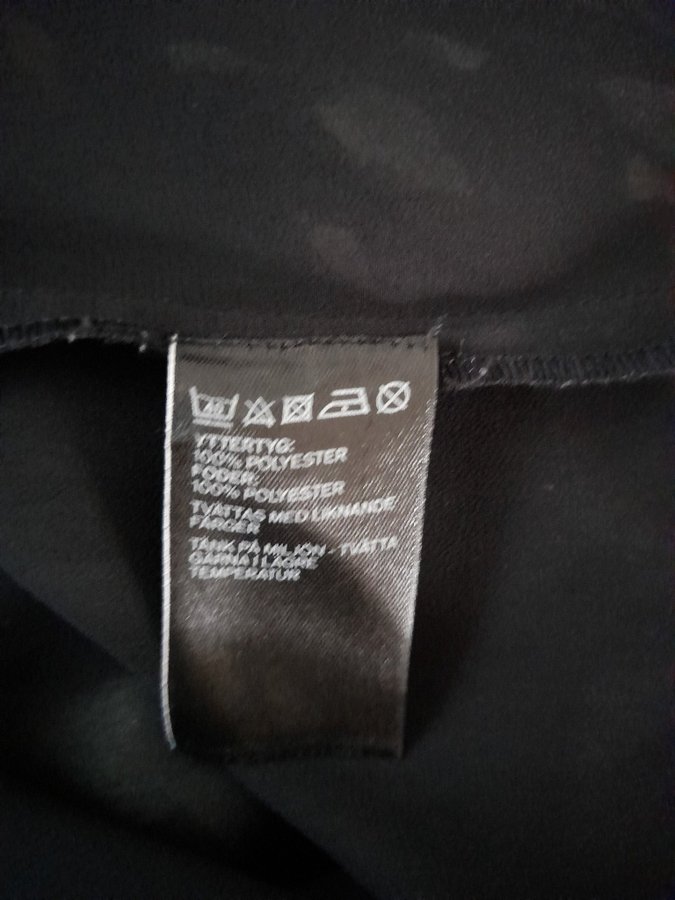 YTTERTYG:
100% POLYESTER
FODER:
100% POLYESTER
TVÄTTAS MED LIKNANDE
FÄRGER
TÄNK PÅ MILJÖN - TVÄTTA
GÄRNA I LÄGRE
TEMPERATUR